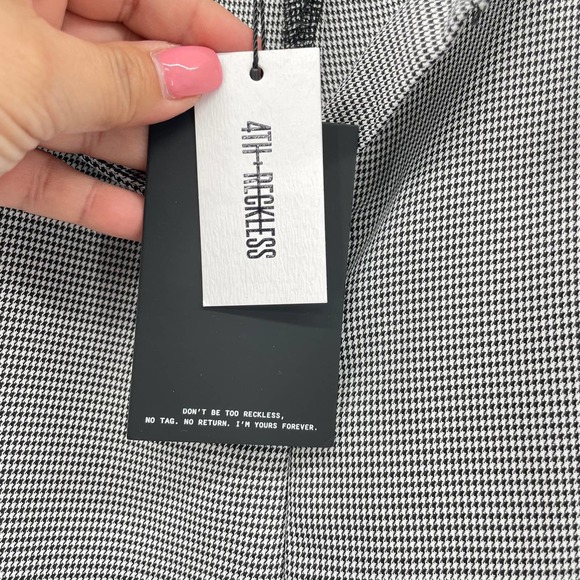 4TH+RECKLESS
DON'T BE TOO RECKLESS,
NO TAG. NO RETURN. I'M YOURS FOREVER.